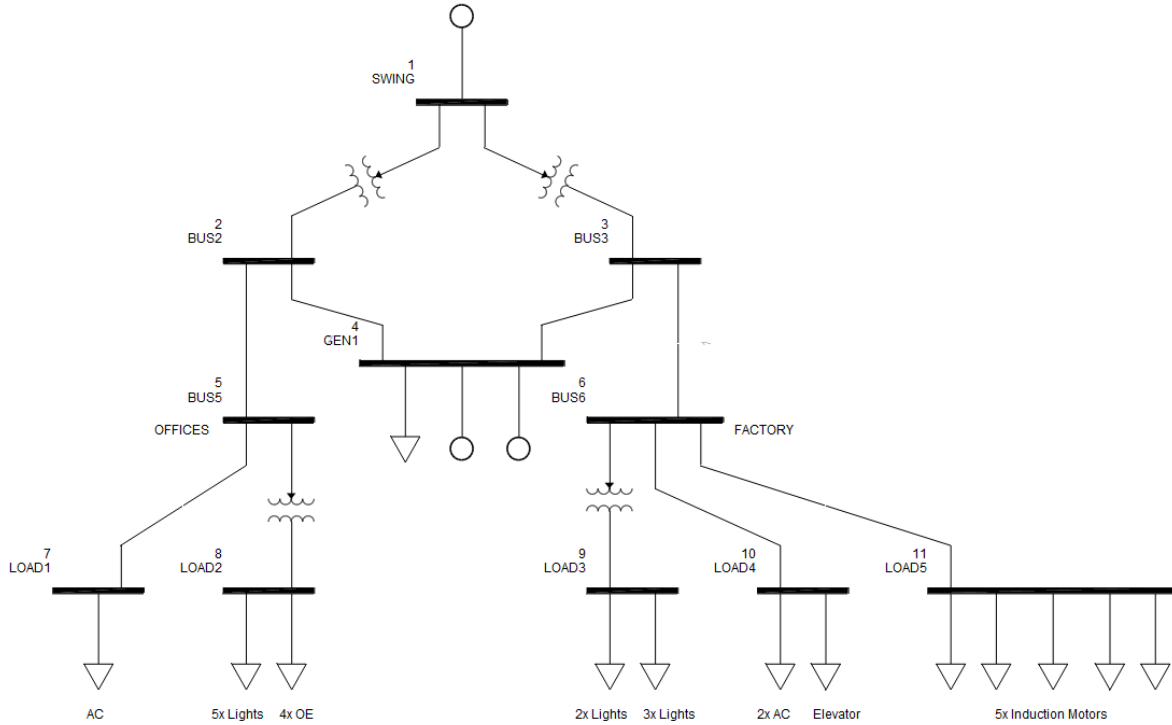 1
SWING
2
BUS2
3
BUS3
4
GEN1
5
BUS5
6
BUS6
OFFICES
FACTORY
7
LOAD1
8
LOAD2
9
LOAD3
10
LOAD4
11
LOAD5
AC
5x Lights
4x OE
2x Lights
3x Lights
2x AC
Elevator
5x Induction Motors